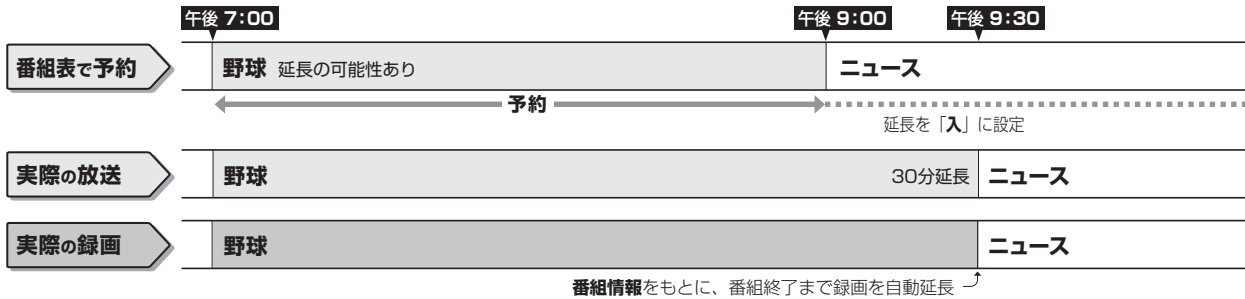 午後 7:00 午後 9:00 午後 9:30
番組表で予約 野球 延長の可能性あり ニュース
予約
延長を「入」に設定
実際の放送 野球 30分延長 ニュース
実際の録画 野球 ニュース
番組情報をもとに、番組終了まで録画を自動延長